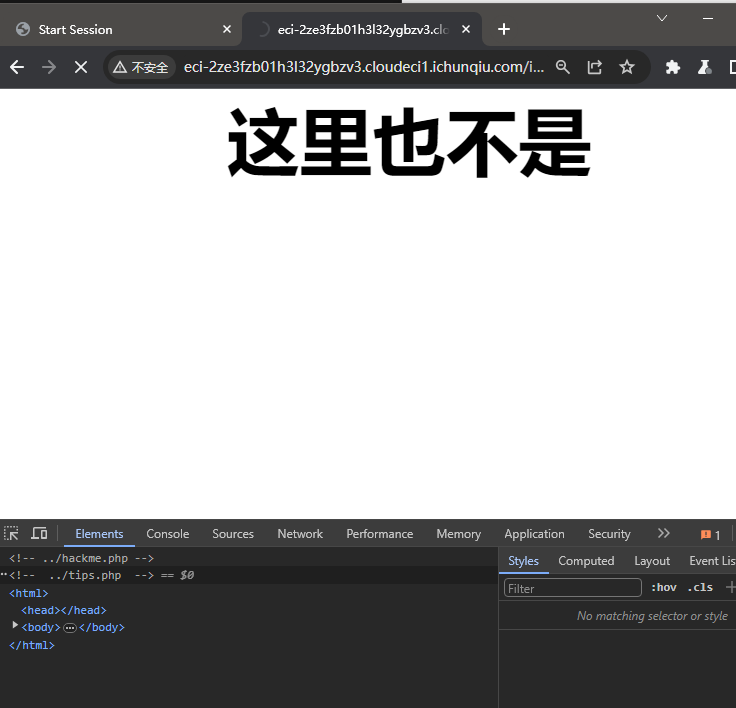 Start Session
eci-2ze3fzb01h3l32ygbzv3.clo
不安全
eci-2ze3fzb01h3l32ygbzv3.cloudeci1.ichunqiu.com/i...
这里也不是
Elements Console Sources Network Performance Memory Application Security 1
<!-- ../hackme.php -->
<!-- ../tips.php --> == $0
<html>
<head></head>
<body>…</body>
</html>
Styles Computed Layout Event Lis
Filter :hov .cls
No matching selector or style